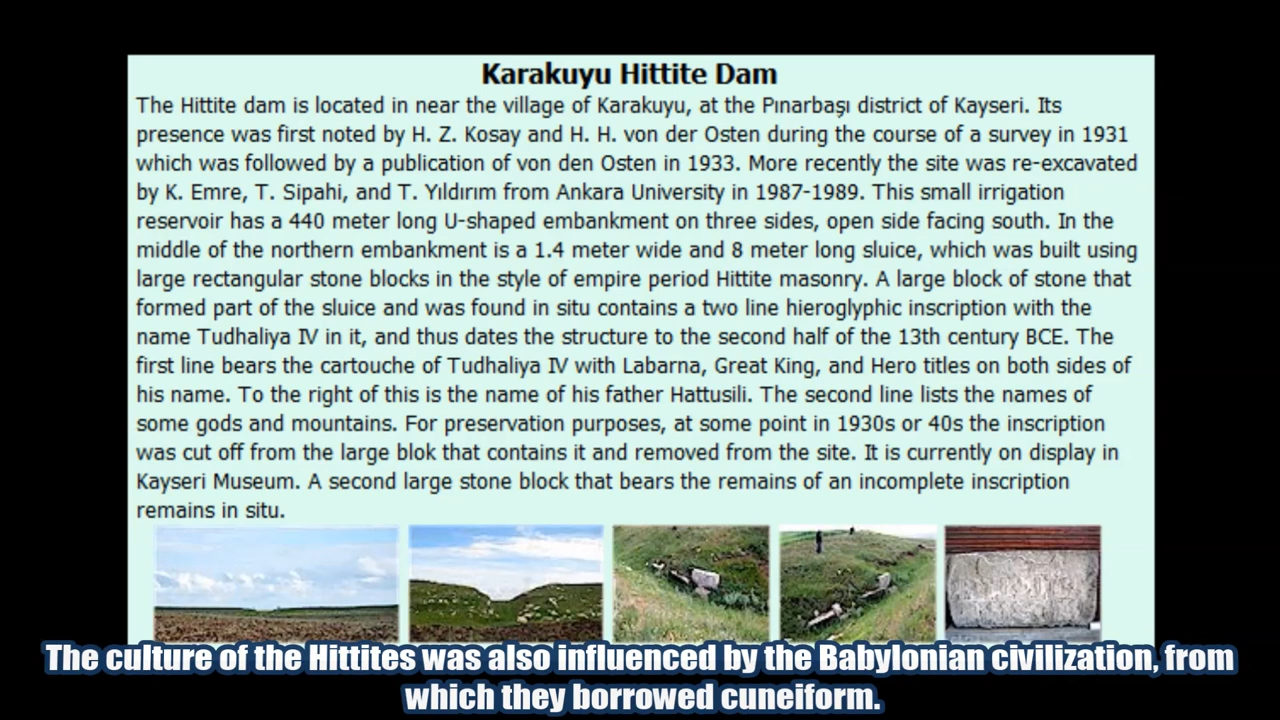 Karakuyu Hittite Dam
The Hittite dam is located in near the village of Karakuyu, at the Pınarbaşı district of Kayseri. Its
presence was first noted by H. Z. Kosay and H. H. von der Osten during the course of a survey in 1931
which was followed by a publication of von den Osten in 1933. More recently the site was re-excavated
by K. Emre, T. Sipahi, and T. Yıldırım from Ankara University in 1987-1989. This small irrigation
reservoir has a 440 meter long U-shaped embankment on three sides, open side facing south. In the
middle of the northern embankment is a 1.4 meter wide and 8 meter long sluice, which was built using
large rectangular stone blocks in the style of empire period Hittite masonry. A large block of stone that
formed part of the sluice and was found in situ contains a two line hieroglyphic inscription with the
name Tudhaliya IV in it, and thus dates the structure to the second half of the 13th century BCE. The
first line bears the cartouche of Tudhaliya IV with Labarna, Great King, and Hero titles on both sides of
his name. To the right of this is the name of his father Hattusili. The second line lists the names of
some gods and mountains. For preservation purposes, at some point in 1930s or 40s the inscription
was cut off from the large blok that contains it and removed from the site. It is currently on display in
Kayseri Museum. A second large stone block that bears the remains of an incomplete inscription
remains in situ.
The culture of the Hittites was also influenced by the Babylonian civilization, from
which they borrowed cuneiform.